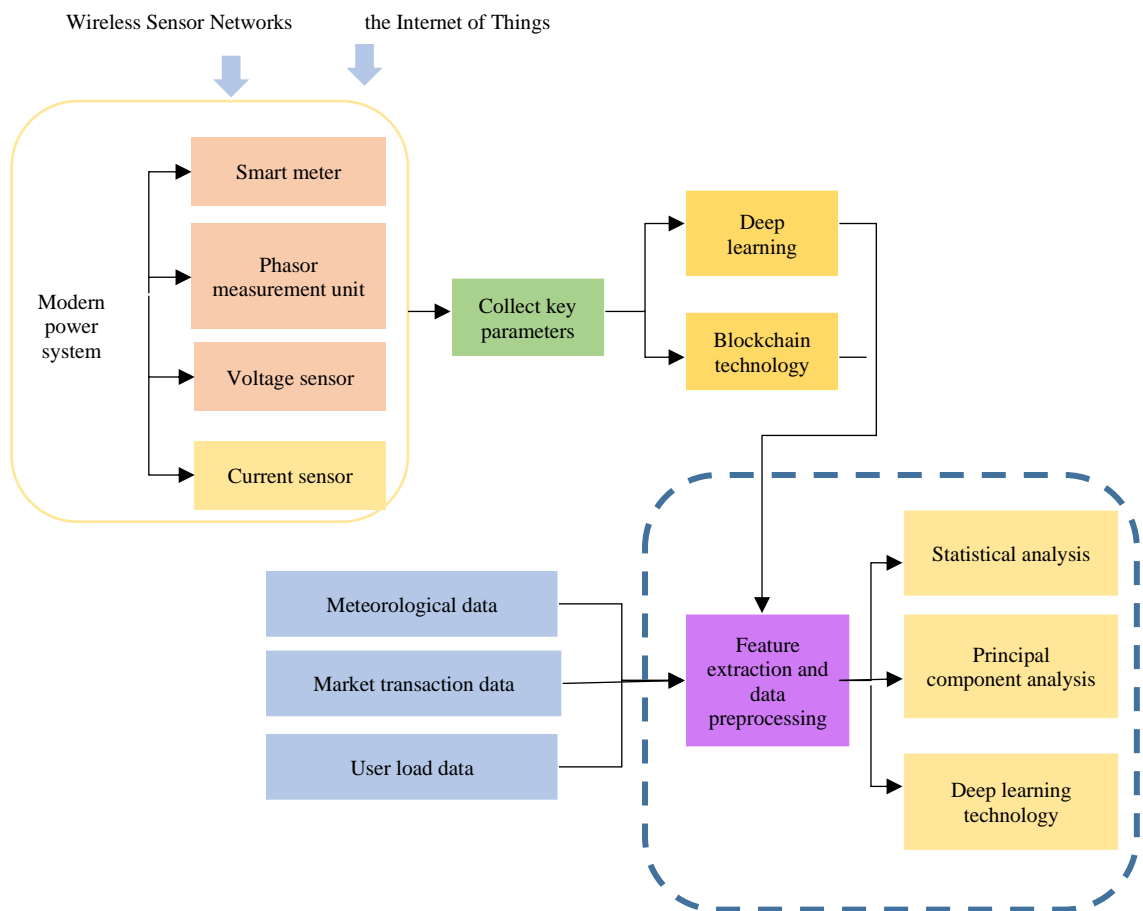 Wireless Sensor Networks
the Internet of Things
Modern
power
system
Smart meter
Phasor
measurement unit
Voltage sensor
Current sensor
Collect key
parameters
Deep
learning
Blockchain
technology
Meteorological data
Market transaction data
User load data
Feature
extraction and
data
preprocessing
Statistical analysis
Principal
component analysis
Deep learning
technology